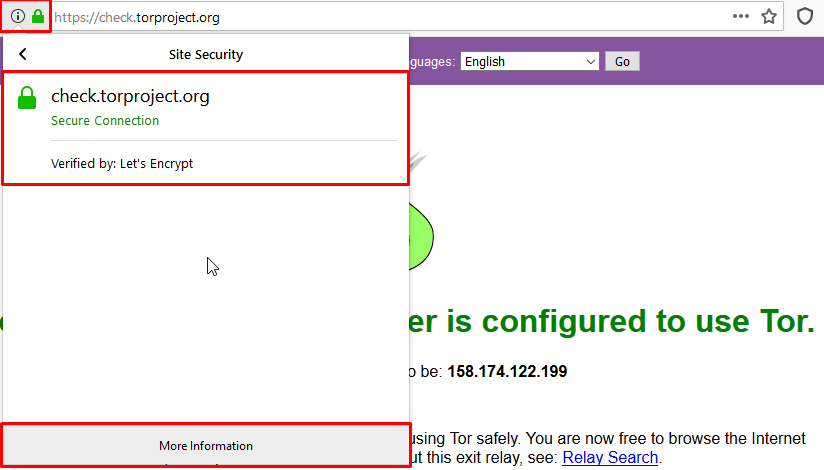 https://check.torproject.org
Site Security
guages: English Go
check.torproject.org
Secure Connection
Verified by: Let's Encrypt
er is configured to use Tor.
o be: 158.174.122.199
More Information
using Tor safely. You are now free to browse the Internet
ut this exit relay, see: Relay Search.